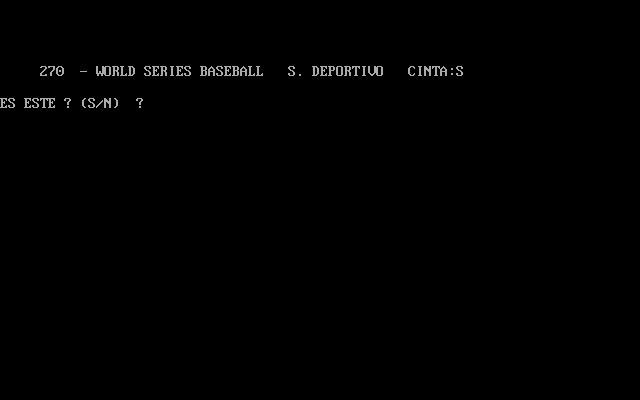 270  - WORLD SERIES BASEBALL   S. DEPORTIVO   CINTA:S
ES ESTE ? (S/N)  ?